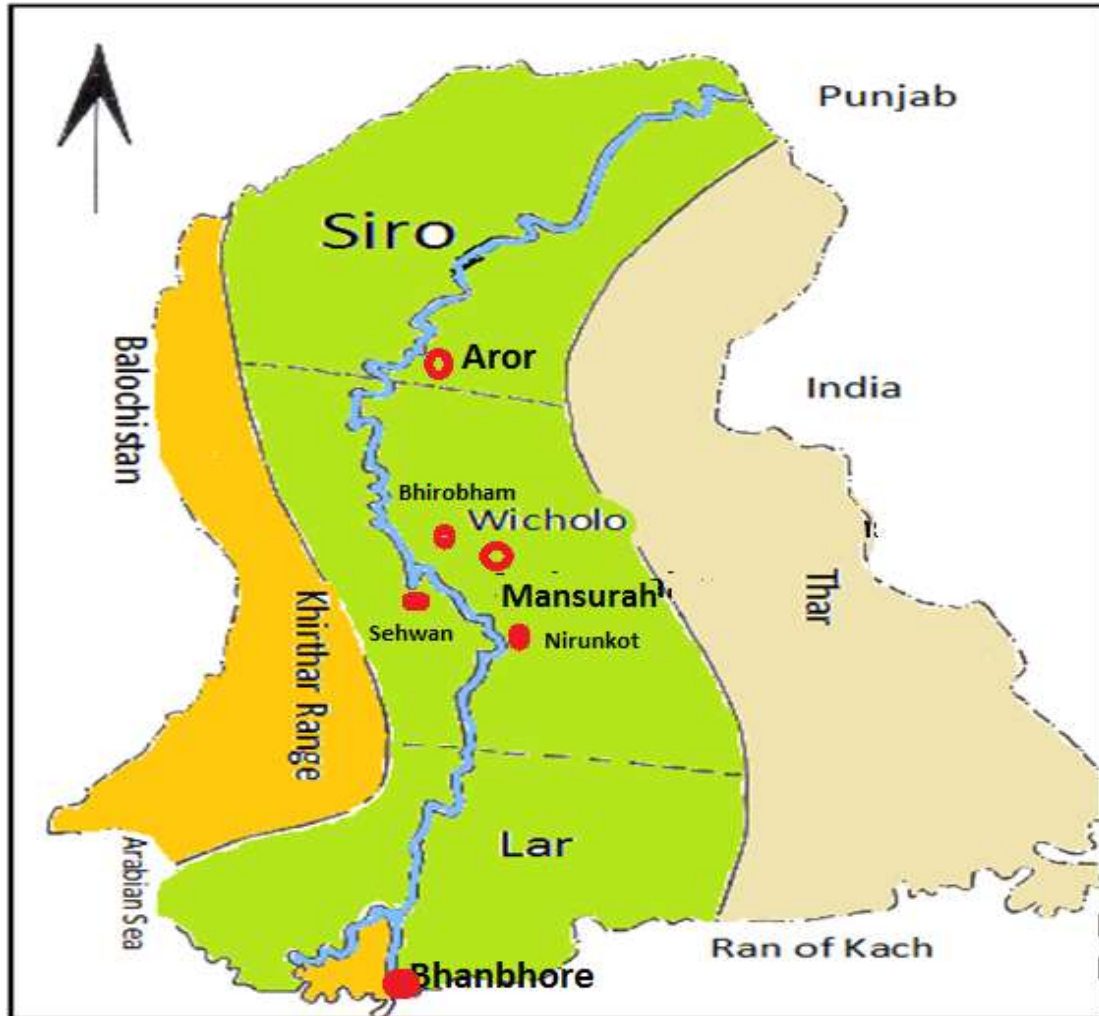 Punjab
Siro
Aror
India
Balochistan
Bhirobham
Wicholo
Mansurah
Thar
Sehwan
Nirunkot
Khirthar Range
Lar
Arabian Sea
Ran of Kach
Bhanbhore